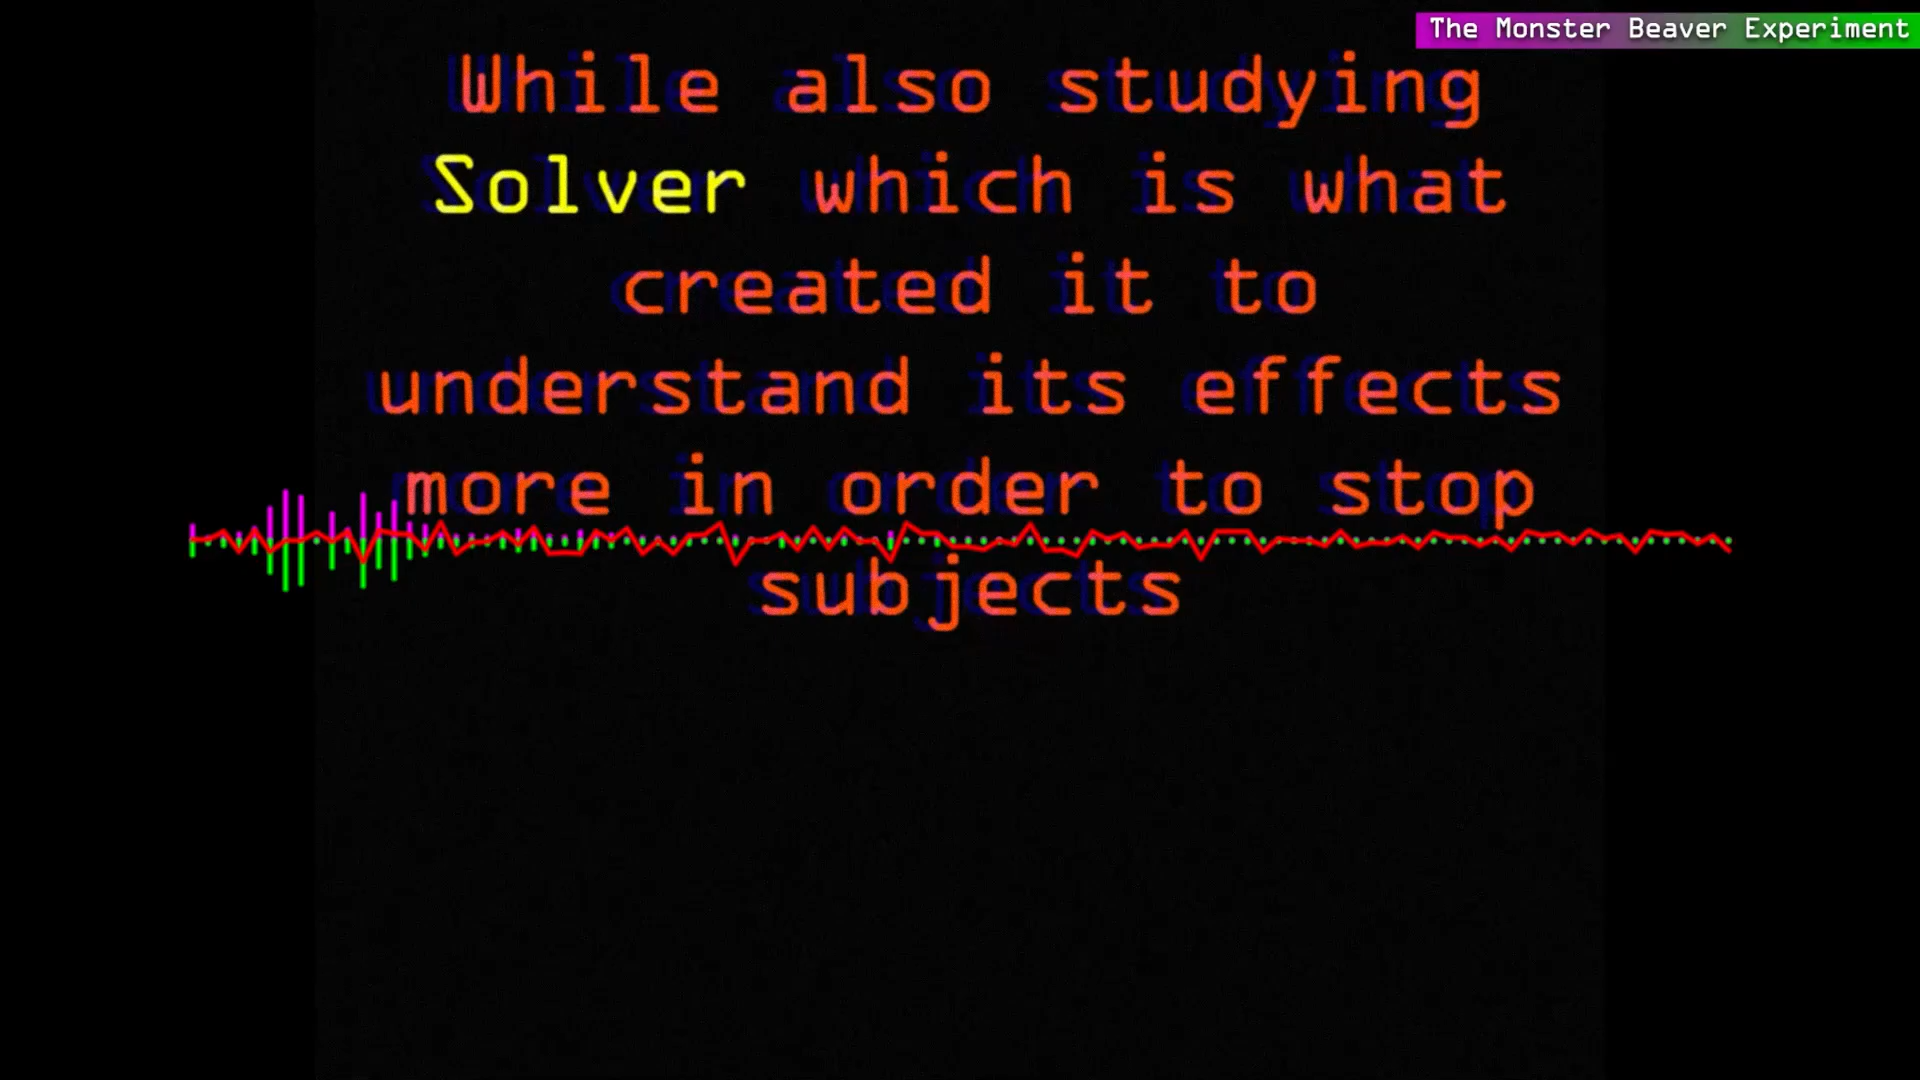 The Monster Beaver Experiment
While also studying
Solver which is what
created it to
understand its effects
more in order to stop
subjects